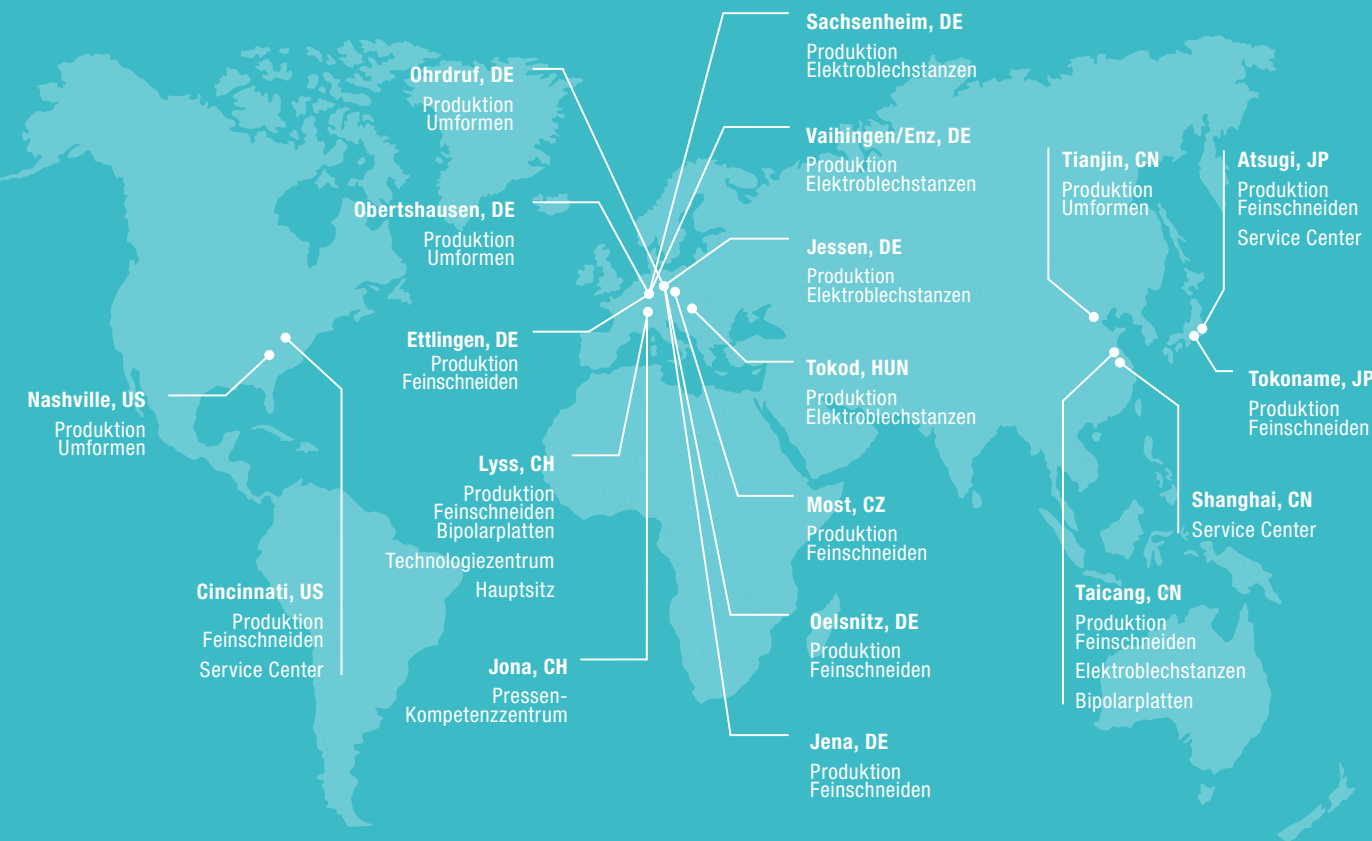 Sachsenheim, DE
Produktion
Elektroblechstanzen
Ohrdruf, DE
Produktion
Umformen
Vaihingen/Enz, DE
Produktion
Elektroblechstanzen
Tianjin, CN
Produktion
Umformen
Atsugi, JP
Produktion
Feinschneiden
Service Center
Obertshausen, DE
Produktion
Umformen
Jessen, DE
Produktion
Elektroblechstanzen
Ettlingen, DE
Produktion
Feinschneiden
Tokod, HUN
Produktion
Elektroblechstanzen
Tokoname, JP
Produktion
Feinschneiden
Nashville, US
Produktion
Umformen
Lyss, CH
Produktion
Feinschneiden
Bipolarplatten
Technologiezentrum
Hauptsitz
Most, CZ
Produktion
Feinschneiden
Shanghai, CN
Service Center
Cincinnati, US
Produktion
Feinschneiden
Service Center
Taicang, CN
Produktion
Feinschneiden
Elektroblechstanzen
Bipolarplatten
Oelsnitz, DE
Produktion
Feinschneiden
Jona, CH
Pressen-
Kompetenzzentrum
Jena, DE
Produktion
Feinschneiden